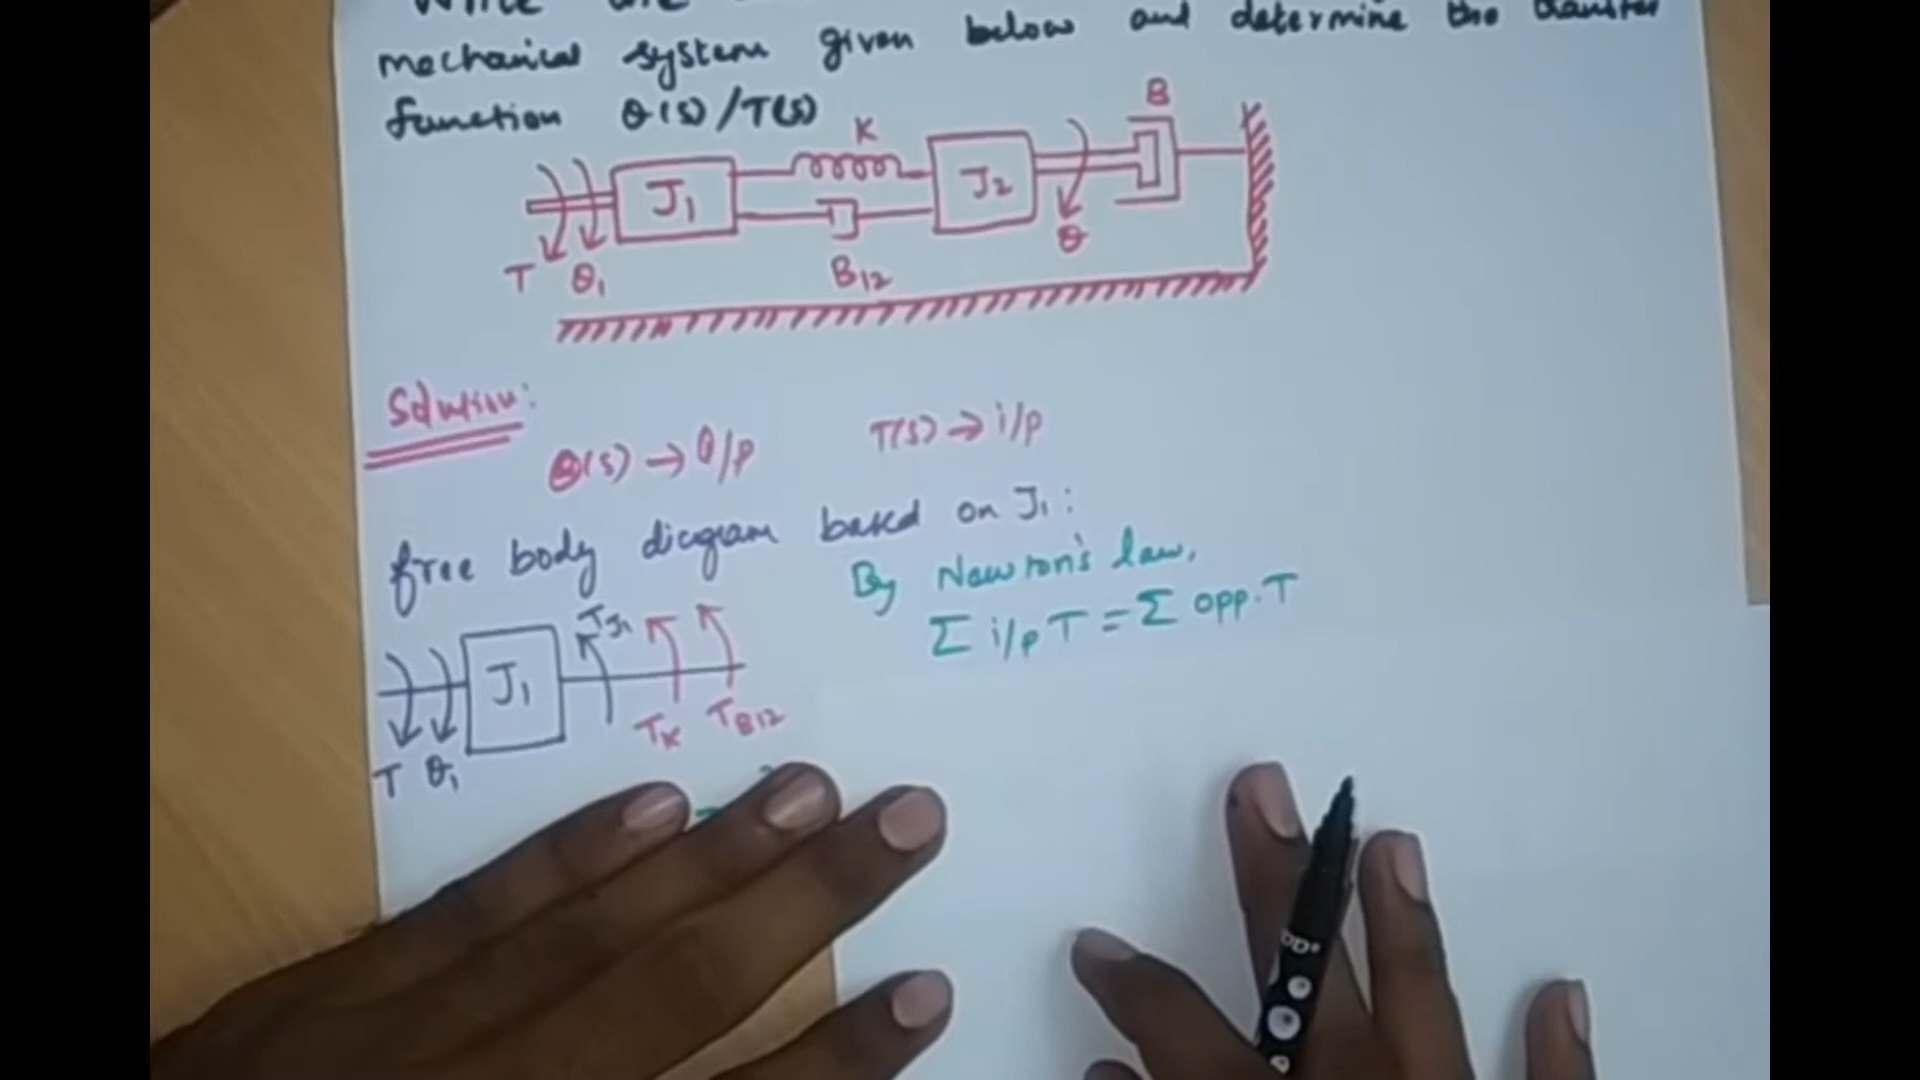 mechanical system given below and determine the transfer
function θ(s)/T(s)
K
B
J1
J2
T θ1
B12
θ
Solution:
θ(s) → O/p T(s) → i/p
free body diagram based on J1:
By Newton's law,
Σ i/p T = Σ opp. T
TJ1
J1
TK TB12
T θ1